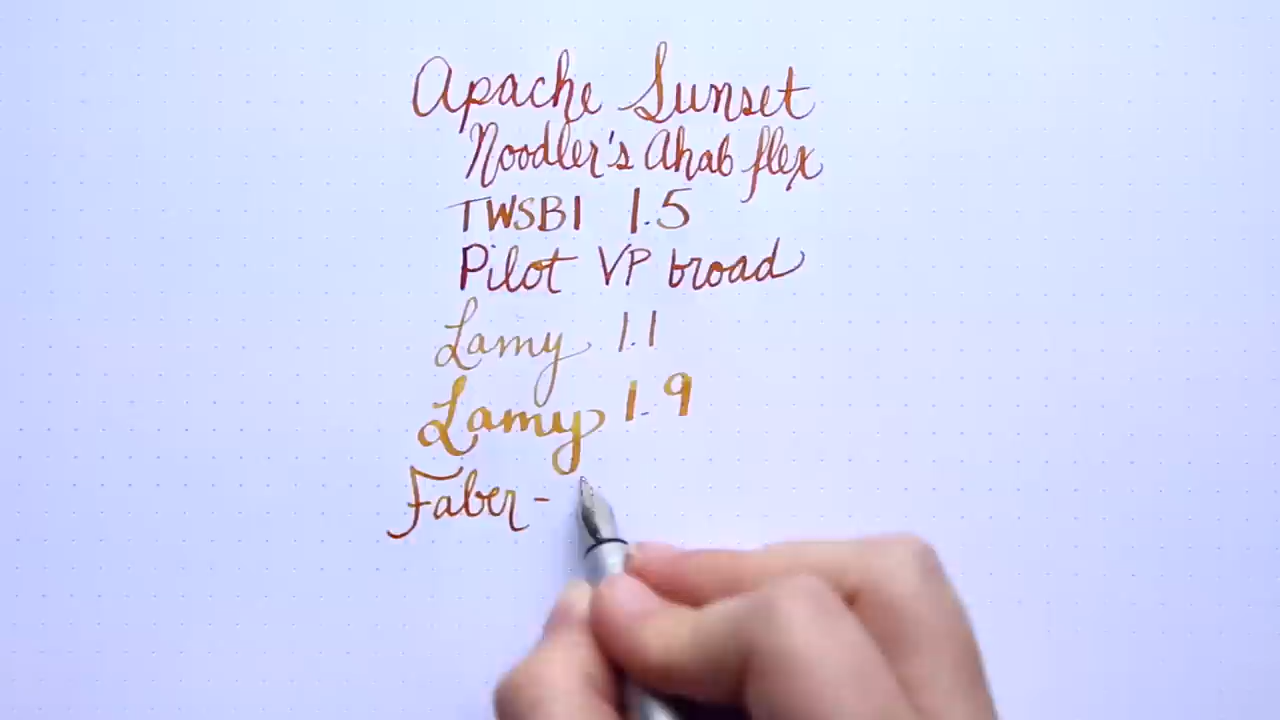 Apache Sunset
Noodler's Ahab flex
TWSBI 1.5
Pilot VP broad
Lamy 1.1
Lamy 1.9
Faber -